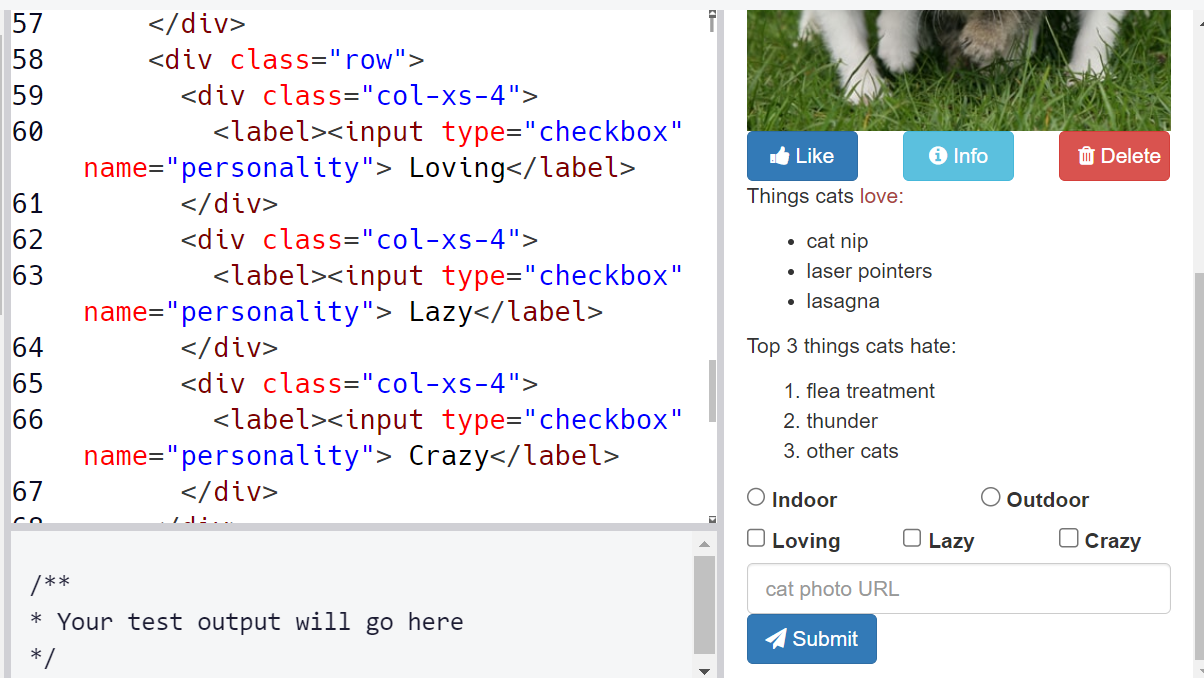 57 </div>
58 <div class="row">
59 <div class="col-xs-4">
60 <label><input type="checkbox"
name="personality"> Loving</label>
61 </div>
62 <div class="col-xs-4">
63 <label><input type="checkbox"
name="personality"> Lazy</label>
64 </div>
65 <div class="col-xs-4">
66 <label><input type="checkbox"
name="personality"> Crazy</label>
67 </div>
/**
* Your test output will go here
*/
Like Info Delete
Things cats love:
• cat nip
• laser pointers
• lasagna
Top 3 things cats hate:
1. flea treatment
2. thunder
3. other cats
Indoor Outdoor
Loving Lazy Crazy
cat photo URL
Submit